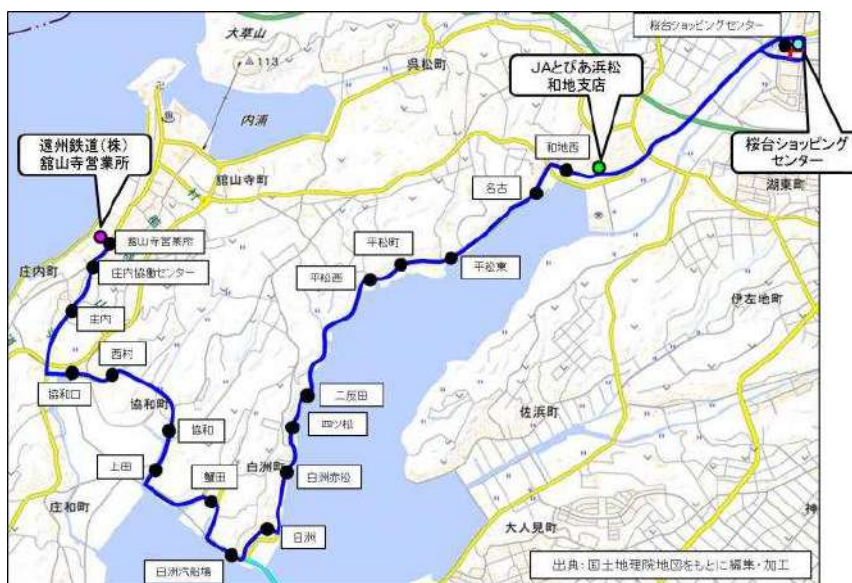 大草山
113
内浦
呉松町
桜台ショッピングセンター
JAとぴあ浜松
和地支店
桜台ショッピング
センター
遠州鉄道(株)
舘山寺営業所
舘山寺町
和地西
名古
湖東町
舘山寺営業所
庄内町
庄内協働センター
庄内
平松町
平松西
平松東
伊左地町
西村
協和口
協和町
二反田
四ツ松
佐浜町
協和
上田
蟹田
白洲町
白洲赤松
庄和町
白洲
大人見町
神
白洲汽船場
出典:国土地理院地図をもとに編集・加工